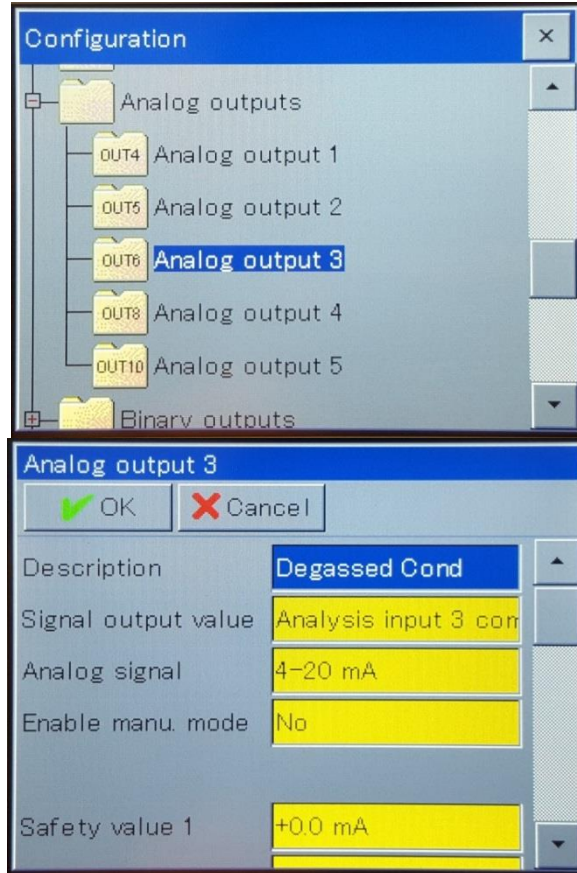 Configuration
Analog outputs
OUT4 Analog output 1
OUT5 Analog output 2
OUT6 Analog output 3
OUT8 Analog output 4
OUT10 Analog output 5
Binary outputs
Analog output 3
OK Cancel
Description Degassed Cond
Signal output value Analysis input 3 com
Analog signal 4-20 mA
Enable manu. mode No
Safety value 1 +0.0 mA